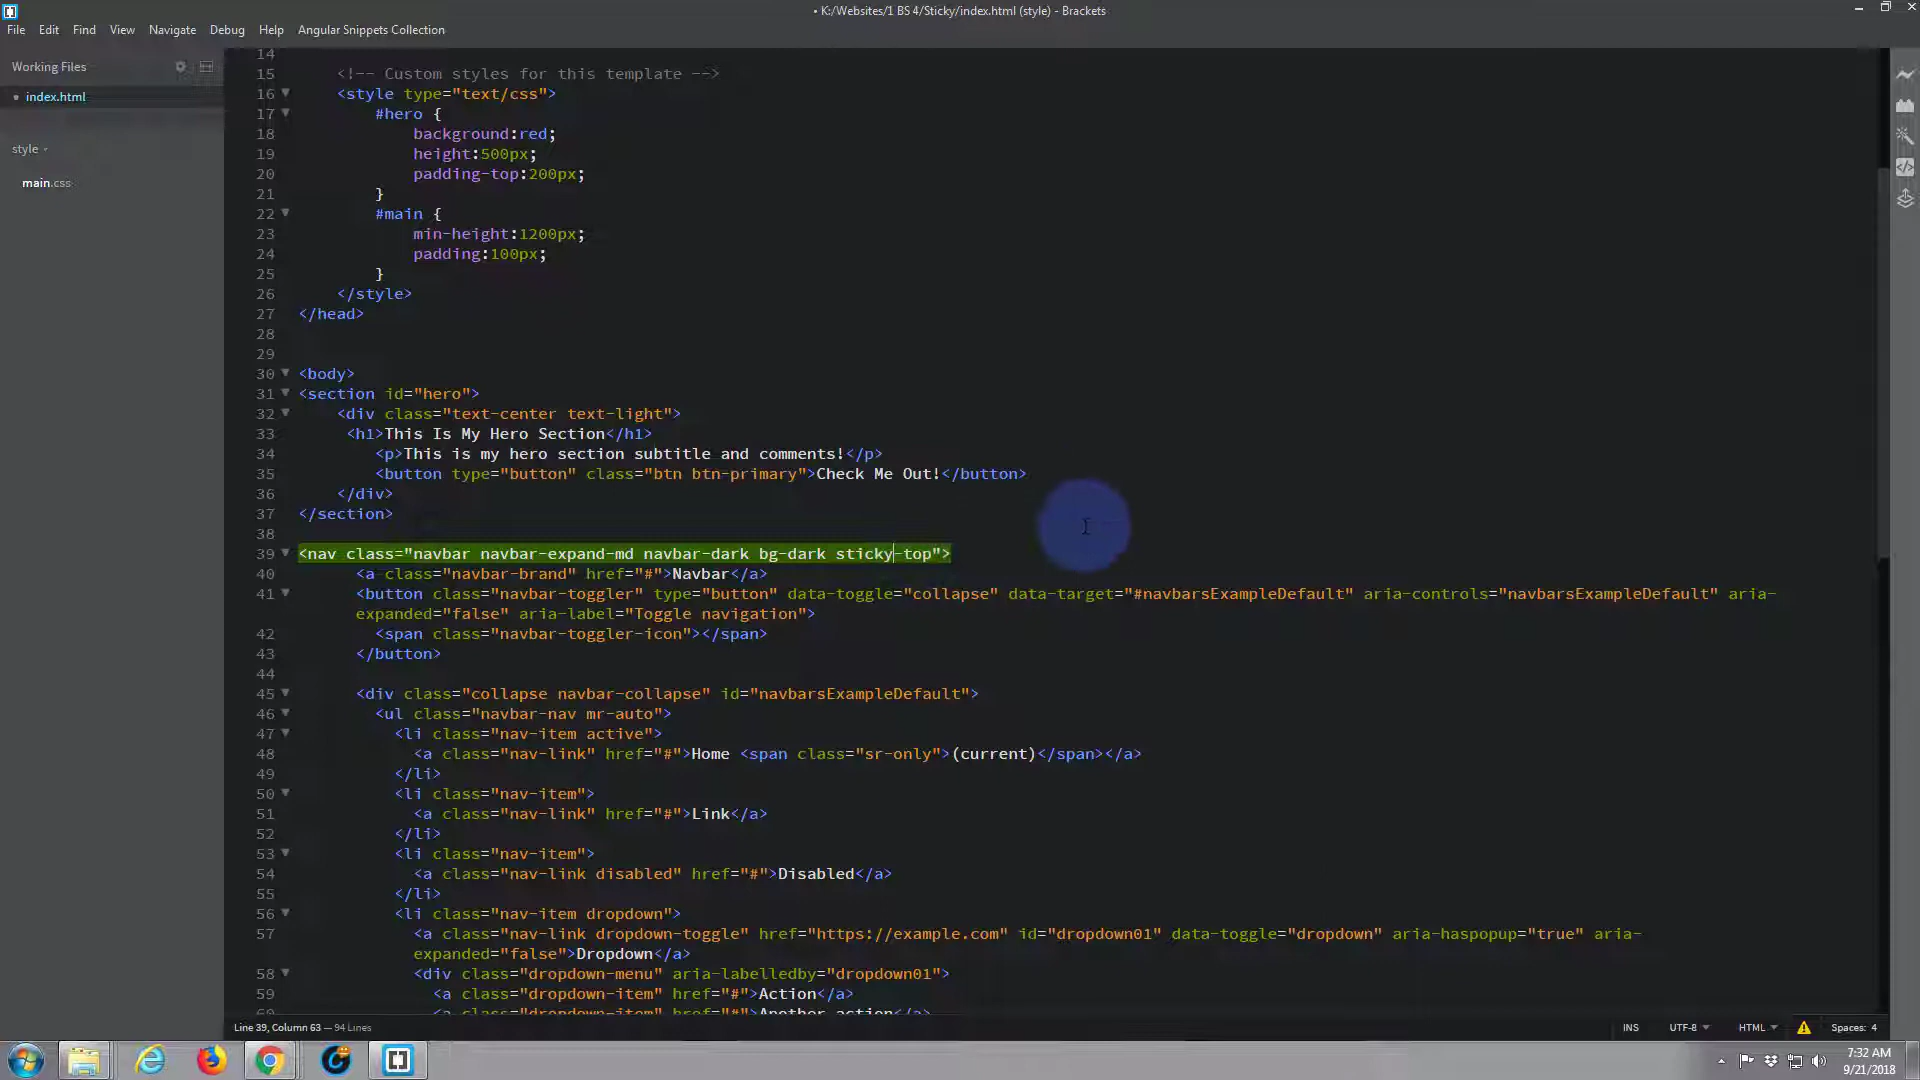 • K:/Websites/1 BS 4/Sticky/index.html (style) - Brackets
File Edit Find View Navigate Debug Help Angular Snippets Collection
Working Files
• index.html
style
main.css
14
15 <!-- Custom styles for this template -->
16 <style type="text/css">
17 #hero {
18 background:red;
19 height:500px;
20 padding-top:200px;
21 }
22 #main {
23 min-height:1200px;
24 padding:100px;
25 }
26 </style>
27 </head>
28
29
30 <body>
31 <section id="hero">
32 <div class="text-center text-light">
33 <h1>This Is My Hero Section</h1>
34 <p>This is my hero section subtitle and comments!</p>
35 <button type="button" class="btn btn-primary">Check Me Out!</button>
36 </div>
37 </section>
38
39 <nav class="navbar navbar-expand-md navbar-dark bg-dark sticky-top">
40 <a class="navbar-brand" href="#">Navbar</a>
41 <button class="navbar-toggler" type="button" data-toggle="collapse" data-target="#navbarsExampleDefault" aria-controls="navbarsExampleDefault" aria-
expanded="false" aria-label="Toggle navigation">
42 <span class="navbar-toggler-icon"></span>
43 </button>
44
45 <div class="collapse navbar-collapse" id="navbarsExampleDefault">
46 <ul class="navbar-nav mr-auto">
47 <li class="nav-item active">
48 <a class="nav-link" href="#">Home <span class="sr-only">(current)</span></a>
49 </li>
50 <li class="nav-item">
51 <a class="nav-link" href="#">Link</a>
52 </li>
53 <li class="nav-item">
54 <a class="nav-link disabled" href="#">Disabled</a>
55 </li>
56 <li class="nav-item dropdown">
57 <a class="nav-link dropdown-toggle" href="https://example.com" id="dropdown01" data-toggle="dropdown" aria-haspopup="true" aria-
expanded="false">Dropdown</a>
58 <div class="dropdown-menu" aria-labelledby="dropdown01">
59 <a class="dropdown-item" href="#">Action</a>
60 <a class="dropdown-item" href="#">Another action</a>
Line 39, Column 63 — 94 Lines
INS UTF-8 HTML Spaces: 4
7:32 AM
9/21/2018